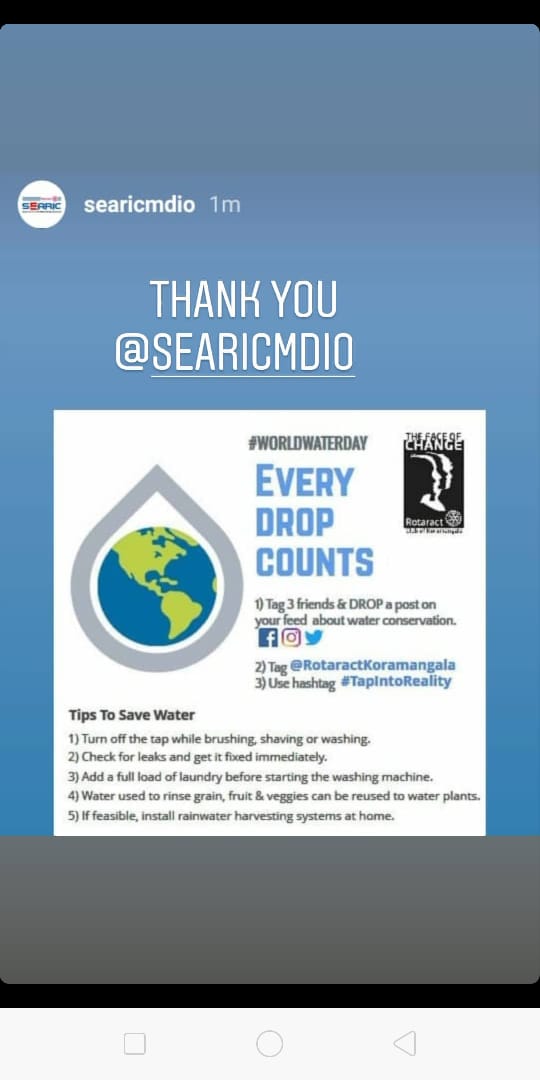 SEARIC
searicmdio 1m
THANK YOU
@SEARICMDIO
#WORLDWATERDAY
THE FACE OF
CHANGE
EVERY
DROP
COUNTS
Rotaract
Club of Koramangala
1) Tag 3 friends & DROP a post on
your feed about water conservation.
2) Tag @RotaractKoramangala
3) Use hashtag #TapIntoReality
Tips To Save Water
1) Turn off the tap while brushing, shaving or washing.
2) Check for leaks and get it fixed immediately.
3) Add a full load of laundry before starting the washing machine.
4) Water used to rinse grain, fruit & veggies can be reused to water plants.
5) If feasible, install rainwater harvesting systems at home.